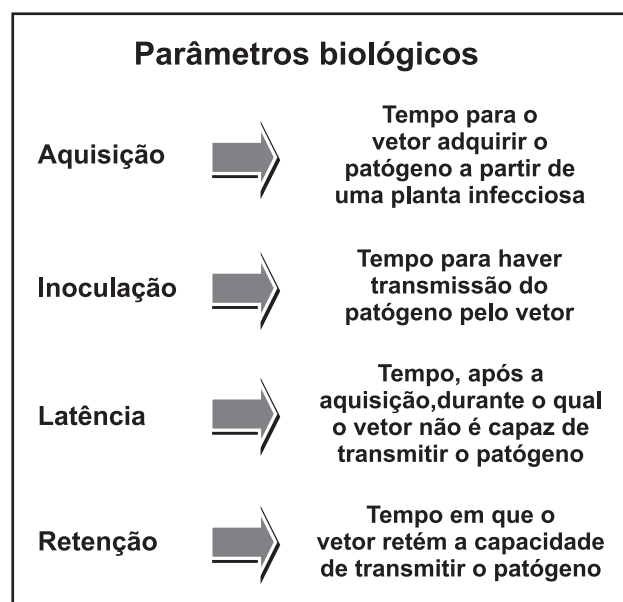 Parâmetros biológicos
Aquisição
Tempo para o
vetor adquirir o
patógeno a partir de
uma planta infecciosa
Inoculação
Tempo para haver
transmissão do
patógeno pelo vetor
Latência
Tempo, após a
aquisição,durante o qual
o vetor não é capaz de
transmitir o patógeno
Retenção
Tempo em que o
vetor retém a capacidade
de transmitir o patógeno